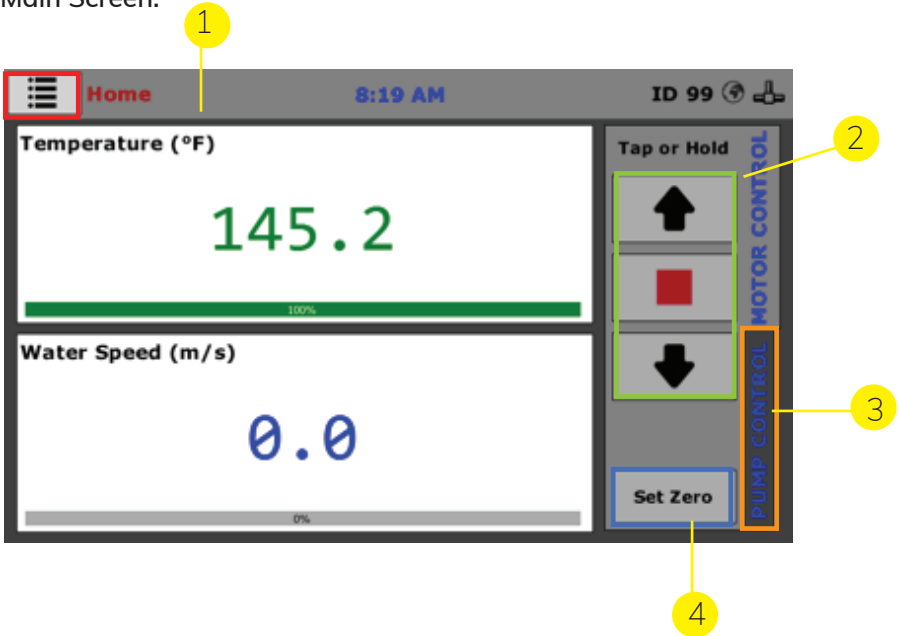 Main Screen:
1
Home
8:19 AM
ID 99
Temperature (°F)
145.2
100%
Water Speed (m/s)
0.0
0%
Tap or Hold
Set Zero
MOTOR CONTROL
PUMP CONTROL
2
3
4